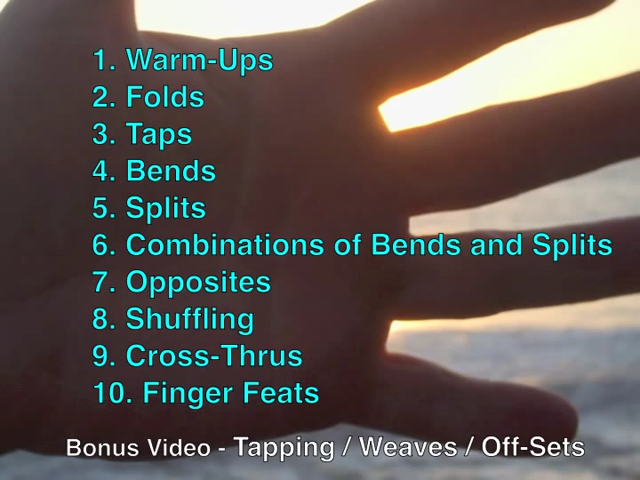 1. Warm-Ups
2. Folds
3. Taps
4. Bends
5. Splits
6. Combinations of Bends and Splits
7. Opposites
8. Shuffling
9. Cross-Thrus
10. Finger Feats
Bonus Video - Tapping / Weaves / Off-Sets